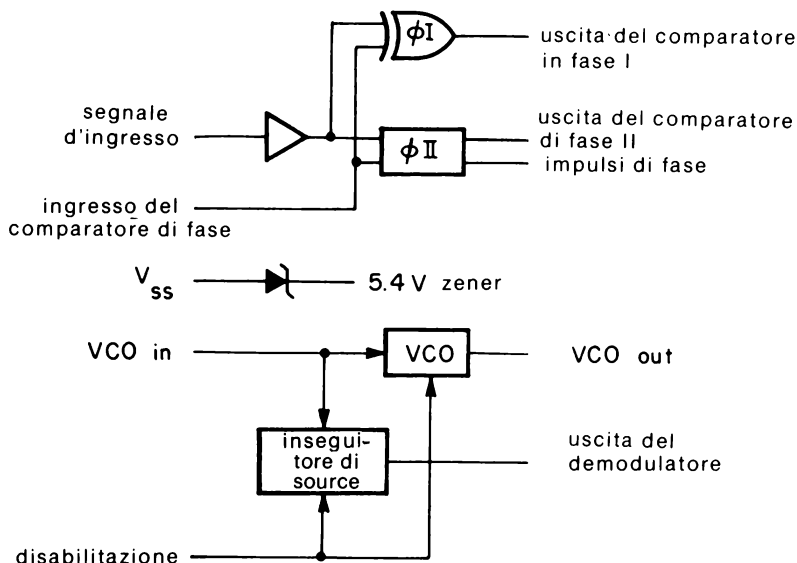 ϕI
uscita del comparatore
in fase I
segnale
d'ingresso
ϕII
uscita del comparatore
di fase II
impulsi di fase
ingresso del
comparatore di fase
Vss
5.4 V zener
VCO in
VCO
VCO out
insegui-
tore di
source
uscita del
demodulatore
disabilitazione